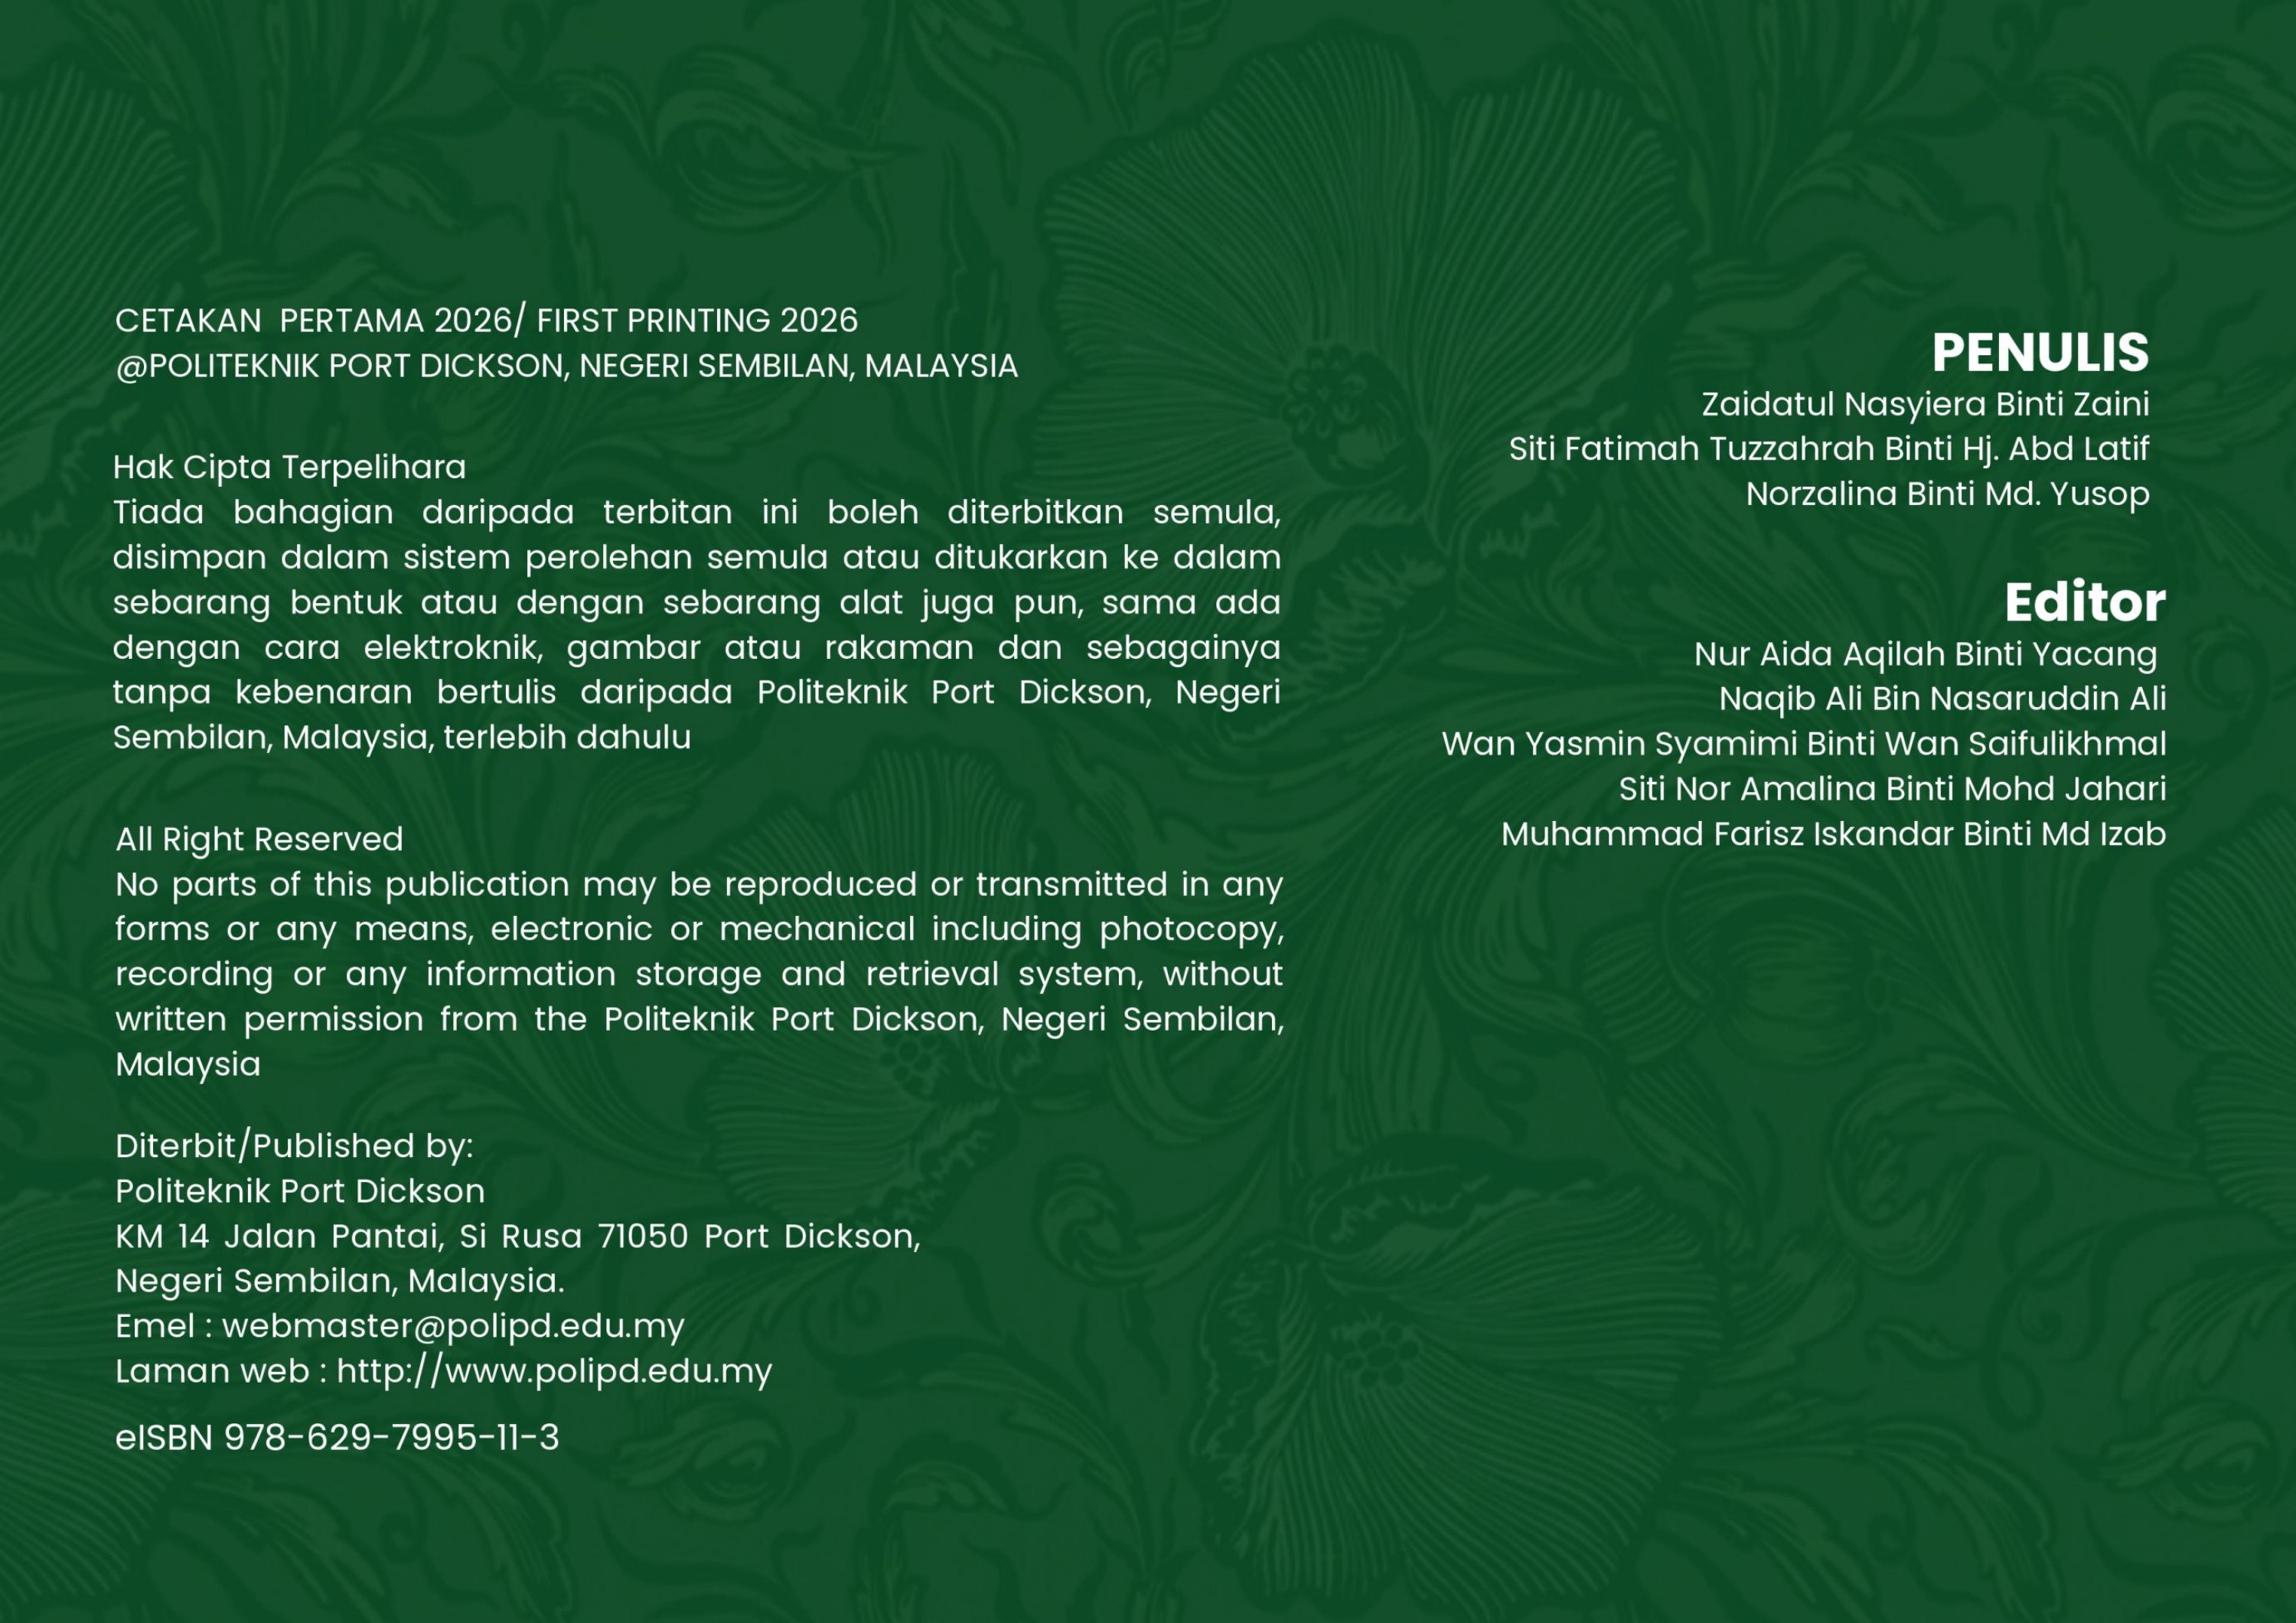 CETAKAN  PERTAMA 2026/ FIRST PRINTING 2026
@POLITEKNIK PORT DICKSON, NEGERI SEMBILAN, MALAYSIA
Hak Cipta Terpelihara
Tiada bahagian daripada terbitan ini boleh diterbitkan semula,
disimpan dalam sistem perolehan semula atau ditukarkan ke dalam
sebarang bentuk atau dengan sebarang alat juga pun, sama ada
dengan cara elektroknik, gambar atau rakaman dan sebagainya
tanpa kebenaran bertulis daripada Politeknik Port Dickson, Negeri
Sembilan, Malaysia, terlebih dahulu
All Right Reserved
No parts of this publication may be reproduced or transmitted in any
forms or any means, electronic or mechanical including photocopy,
recording or any information storage and retrieval system, without
written permission from the Politeknik Port Dickson, Negeri Sembilan,
Malaysia
Diterbit/Published by:
Politeknik Port Dickson
KM 14 Jalan Pantai, Si Rusa 71050 Port Dickson,
Negeri Sembilan, Malaysia.
Emel : webmaster@polipd.edu.my
Laman web : http://www.polipd.edu.my
eISBN 978-629-7995-11-3
PENULIS
Zaidatul Nasyiera Binti Zaini
Siti Fatimah Tuzzahrah Binti Hj. Abd Latif
Norzalina Binti Md. Yusop
Editor
Nur Aida Aqilah Binti Yacang
Naqib Ali Bin Nasaruddin Ali
Wan Yasmin Syamimi Binti Wan Saifulikhmal
Siti Nor Amalina Binti Mohd Jahari
Muhammad Farisz Iskandar Binti Md Izab